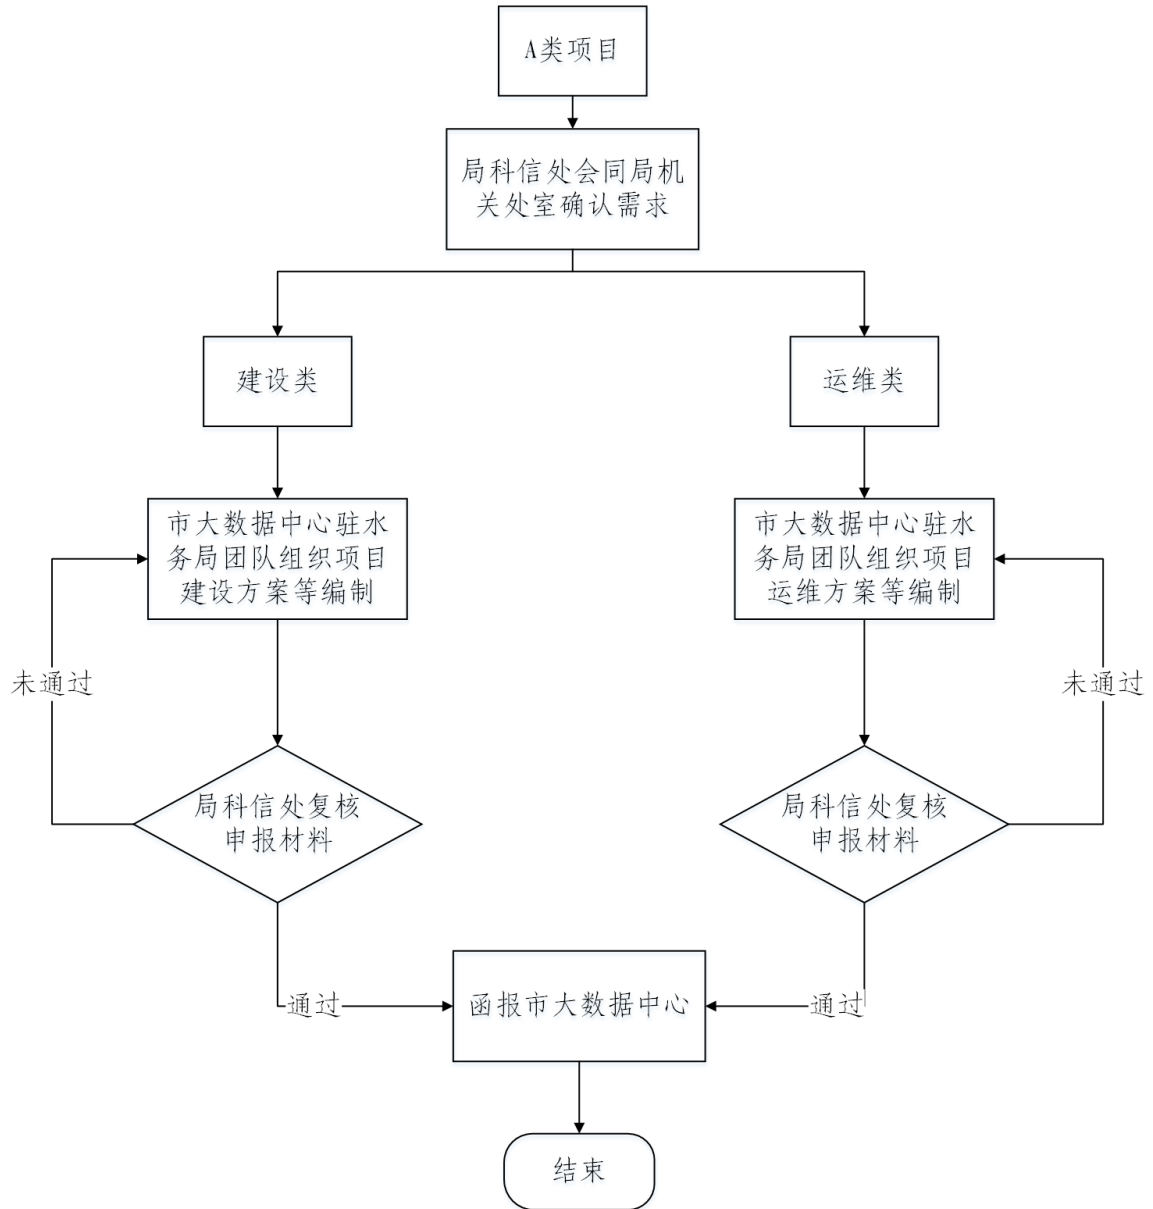 A类项目
局科信处会同局机
关处室确认需求
建设类
运维类
市大数据中心驻水
务局团队组织项目
建设方案等编制
市大数据中心驻水
务局团队组织项目
运维方案等编制
未通过
未通过
局科信处复核
申报材料
局科信处复核
申报材料
通过
函报市大数据中心
通过
结束